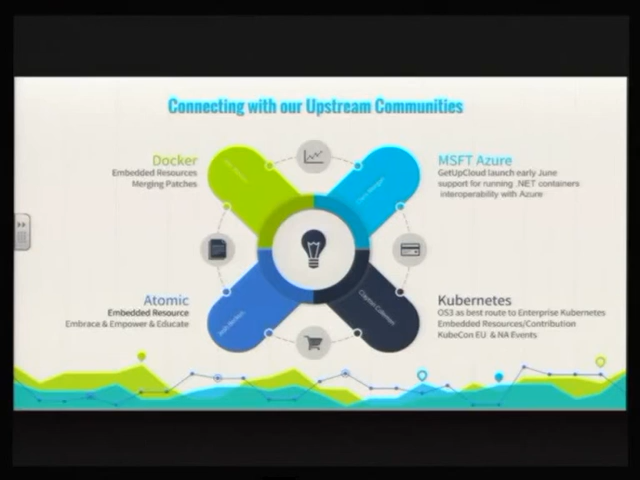 Connecting with our Upstream Communities
Docker
Embedded Resources
Merging Patches
MSFT Azure
GetUpCloud launch early June
support for running .NET containers
interoperability with Azure
Atomic
Embedded Resource
Embrace & Empower & Educate
Kubernetes
OS3 as best route to Enterprise Kubernetes
Embedded Resources/Contribution
KubeCon EU & NA Events
Clayton Coleman